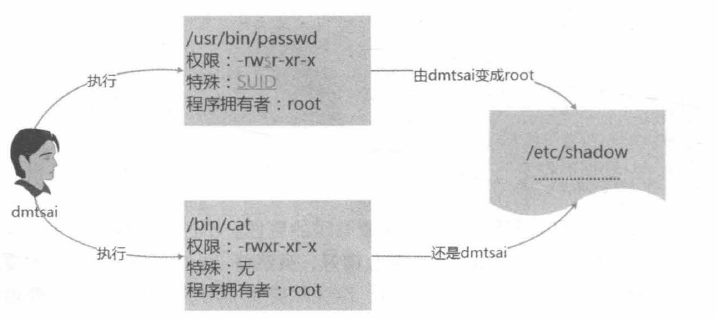 /usr/bin/passwd
权限：-rwsr-xr-x
特殊：SUID
程序拥有者：root
执行
由dmtsai变成root
/etc/shadow
dmtsai
/bin/cat
权限：-rwxr-xr-x
特殊：无
程序拥有者：root
执行
还是dmtsai